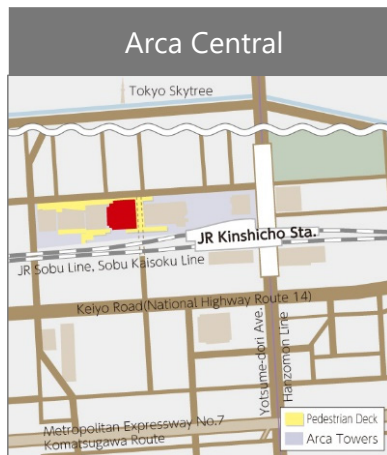 Arca Central
Tokyo Skytree
JR Kinshicho Sta.
JR Sobu Line, Sobu Kaisoku Line
Keiyo Road(National Highway Route 14)
Yotsume-dori Ave.
Hanzomon Line
Metropolitan Expressway No.7
Komatsugawa Route
Pedestrian Deck
Arca Towers